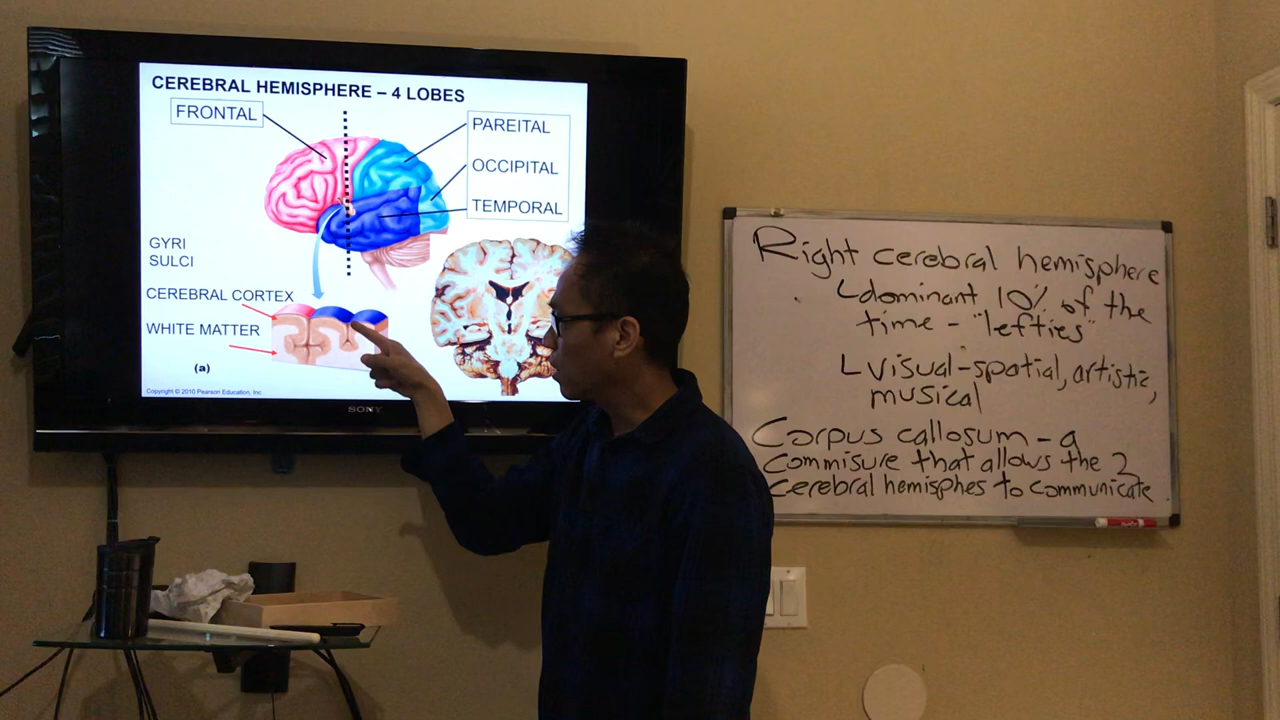 CEREBRAL HEMISPHERE – 4 LOBES
FRONTAL
PAREITAL
OCCIPITAL
TEMPORAL
GYRI
SULCI
CEREBRAL CORTEX
WHITE MATTER
(a)
Copyright © 2010 Pearson Education, Inc
SONY
Right cerebral hemisphere
dominant 10% of the
time - "lefties"
visual-spatial, artistic,
musical
Corpus callosum - a
commisure that allows the 2
cerebral hemisphes to communicate